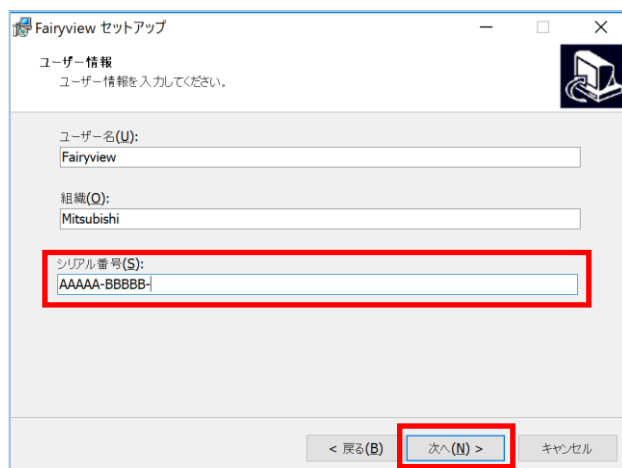 Fairyview セットアップ
ユーザー情報
ユーザー情報を入力してください。
ユーザー名(U):
Fairyview
組織(O):
Mitsubishi
シリアル番号(S):
AAAAA-BBBBB-
< 戻る(B)
次へ(N) >
キャンセル